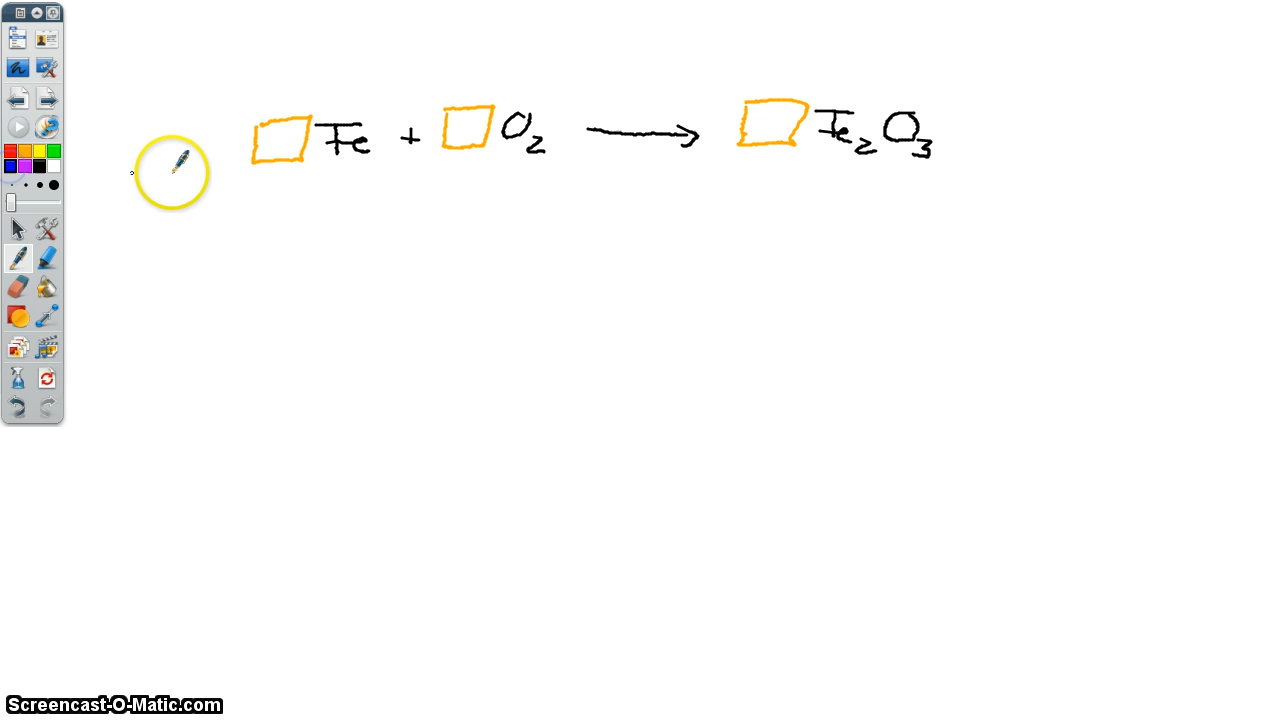 Fe + O₂ → Fe₂O₃
Screencast-O-Matic.com